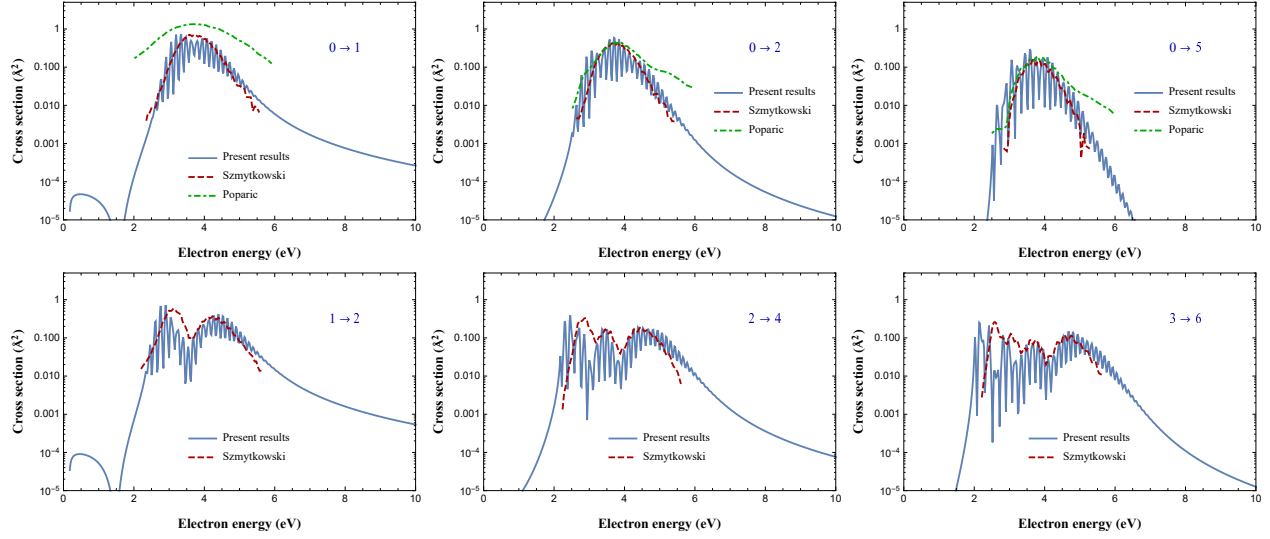 0 → 1
1
0.100
0.010
0.001
10⁻⁴
10⁻⁵
Cross section (Å²)
Present results
Szmytkowski
Poparic
0 2 4 6 8 10
Electron energy (eV)
0 → 2
1
0.100
0.010
0.001
10⁻⁴
10⁻⁵
Cross section (Å²)
Present results
Szmytkowski
Poparic
0 2 4 6 8 10
Electron energy (eV)
0 → 5
1
0.100
0.010
0.001
10⁻⁴
10⁻⁵
Cross section (Å²)
Present results
Szmytkowski
Poparic
0 2 4 6 8 10
Electron energy (eV)
1 → 2
1
0.100
0.010
0.001
10⁻⁴
10⁻⁵
Cross section (Å²)
Present results
Szmytkowski
0 2 4 6 8 10
Electron energy (eV)
2 → 4
1
0.100
0.010
0.001
10⁻⁴
10⁻⁵
Cross section (Å²)
Present results
Szmytkowski
0 2 4 6 8 10
Electron energy (eV)
3 → 6
1
0.100
0.010
0.001
10⁻⁴
10⁻⁵
Cross section (Å²)
Present results
Szmytkowski
0 2 4 6 8 10
Electron energy (eV)